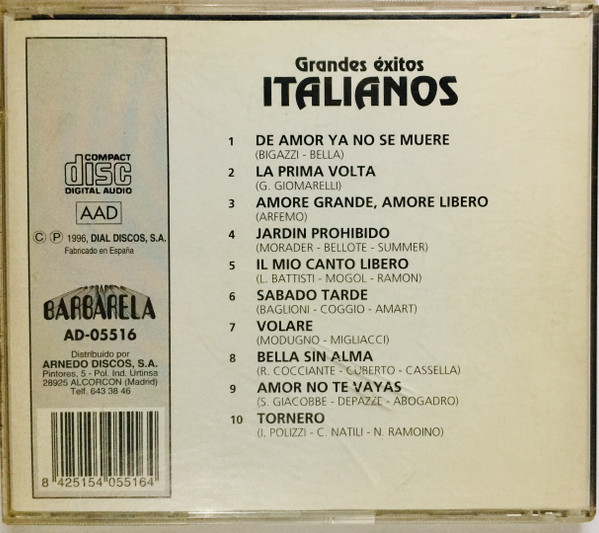 Grandes éxitos
ITALIANOS
1 DE AMOR YA NO SE MUERE
(BIGAZZI - BELLA)
2 LA PRIMA VOLTA
(G. GIOMARELLI)
3 AMORE GRANDE, AMORE LIBERO
(ARFEMO)
4 JARDIN PROHIBIDO
(MORADER - BELLOTE - SUMMER)
5 IL MIO CANTO LIBERO
(L. BATTISTI - MOGOL - RAMON)
6 SABADO TARDE
(BAGLIONI - COGGIO - AMART)
7 VOLARE
(MODUGNO - MIGLIACCI)
8 BELLA SIN ALMA
(R. COCCIANTE - CUBERTO - CASSELLA)
9 AMOR NO TE VAYAS
(S. GIACOBBE - DEPAZZE - ABOGADRO)
10 TORNERO
(I. POLIZZI - C. NATILI - N. RAMOINO)
COMPACT
disc
DIGITAL AUDIO
AAD
© ℗ 1996, DIAL DISCOS, S.A.
Fabricado en España
BARBARELA
AD-05516
Distribuido por
ARNEDO DISCOS, S.A.
Pintores, 5 - Pol. Ind. Urtinsa
28925 ALCORCON (Madrid)
Telf. 643 38 46
8 425154 055164